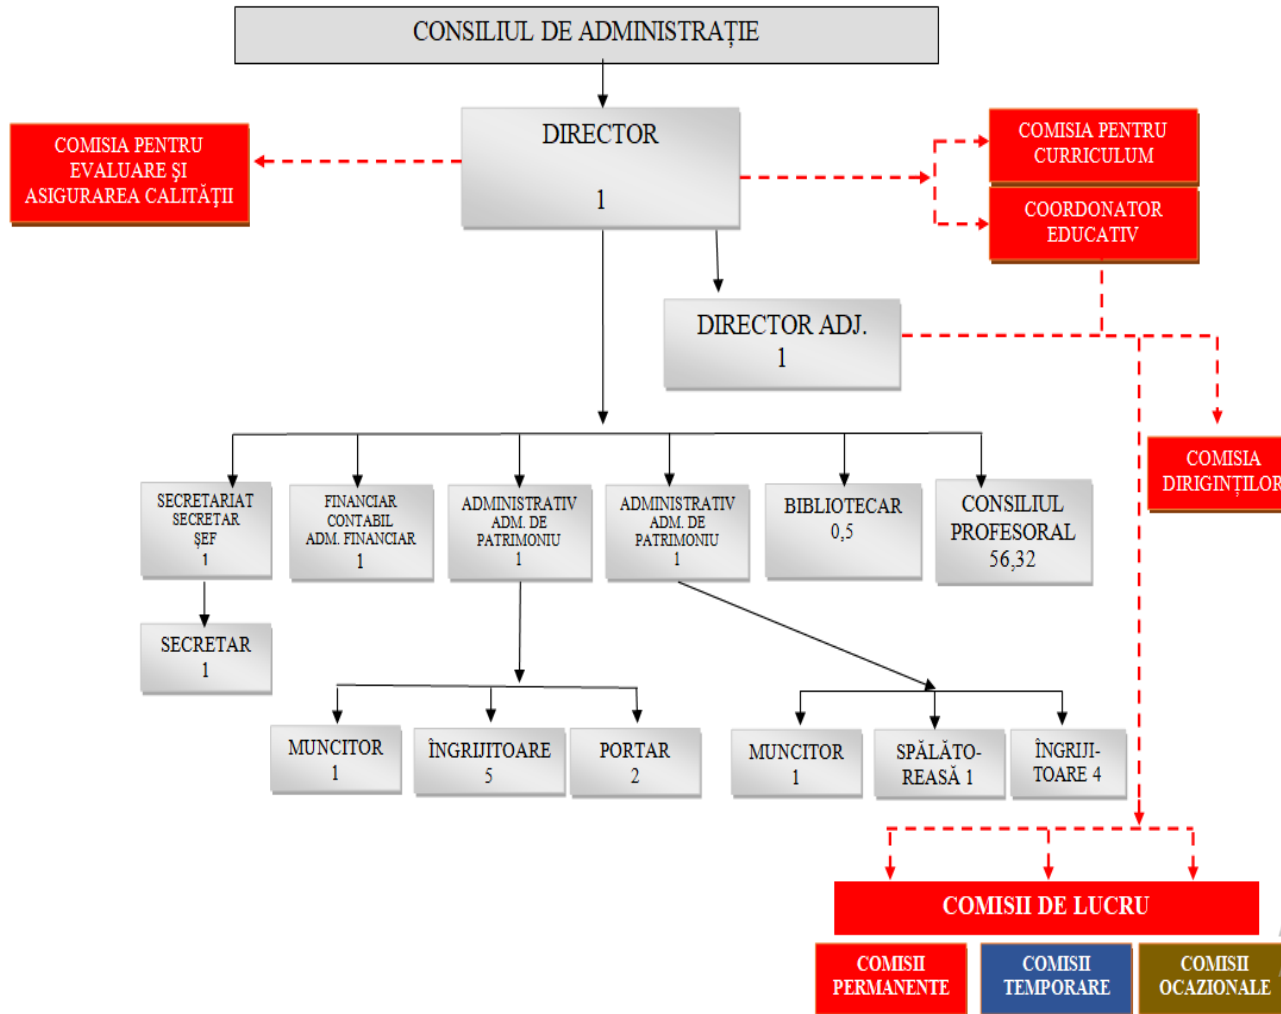 CONSILIUL DE ADMINISTRAȚIE
DIRECTOR
1
COMISIA PENTRU
EVALUARE ŞI
ASIGURAREA CALITĂŢII
COMISIA PENTRU
CURRICULUM
COORDONATOR
EDUCATIV
DIRECTOR ADJ.
1
COMISIA
DIRIGINȚILOR
SECRETARIAT
SECRETAR
ŞEF
1
FINANCIAR
CONTABIL
ADM. FINANCIAR
1
ADMINISTRATIV
ADM. DE
PATRIMONIU
1
ADMINISTRATIV
ADM. DE
PATRIMONIU
1
BIBLIOTECAR
0,5
CONSILIUL
PROFESORAL
56,32
SECRETAR
1
MUNCITOR
1
ÎNGRIJITOARE
5
PORTAR
2
MUNCITOR
1
SPĂLĂTO-
REASĂ 1
ÎNGRIJI-
TOARE 4
COMISII DE LUCRU
COMISII
PERMANENTE
COMISII
TEMPORARE
COMISII
OCAZIONALE